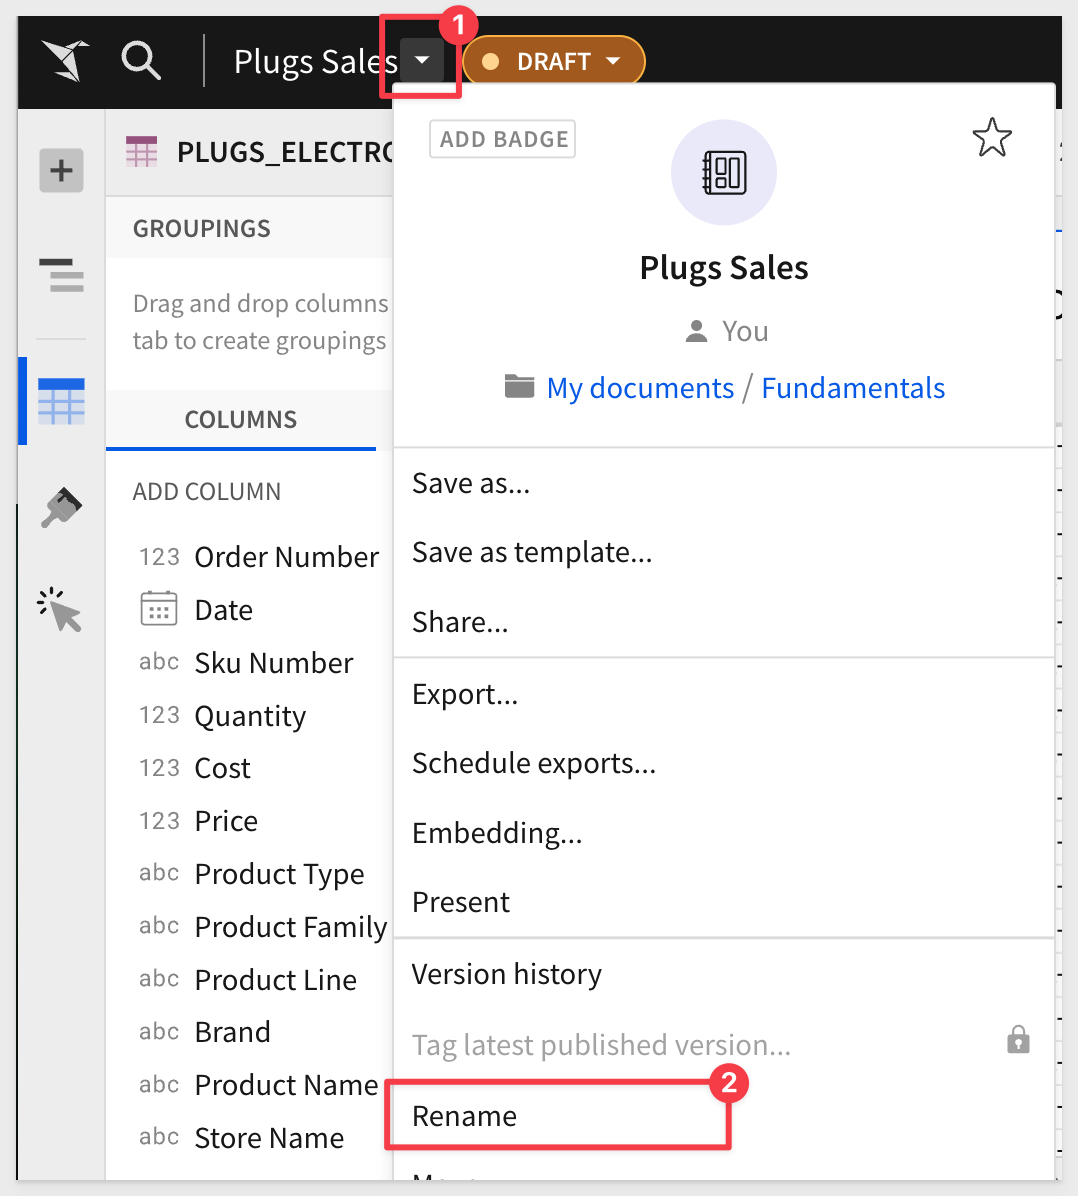 1
Plugs Sales
DRAFT
ADD BADGE
PLUGS_ELECTRO
GROUPINGS
Plugs Sales
Drag and drop columns
tab to create groupings
You
My documents / Fundamentals
COLUMNS
Save as...
ADD COLUMN
Save as template...
123 Order Number
Date
Share...
abc Sku Number
123 Quantity
Export...
123 Cost
Schedule exports...
123 Price
Embedding...
abc Product Type
Present
abc Product Family
abc Product Line
Version history
abc Brand
Tag latest published version...
abc Product Name
2
Rename
abc Store Name